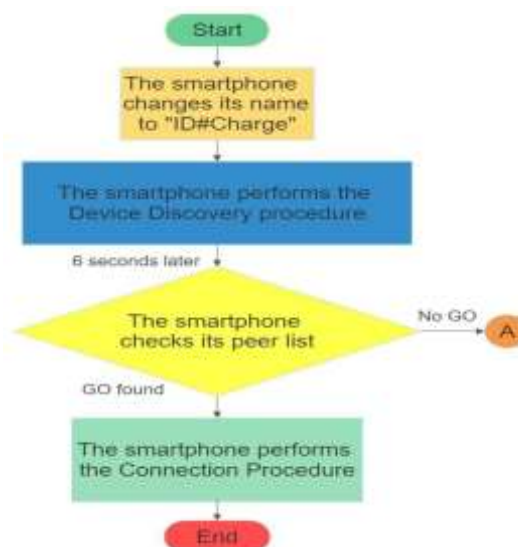 Start
The smartphone
changes its name
to "ID#Charge"
The smartphone performs the
Device Discovery procedure
6 seconds later
The smartphone
checks its peer list
No GO
A
GO found
The smartphone performs
the Connection Procedure
End